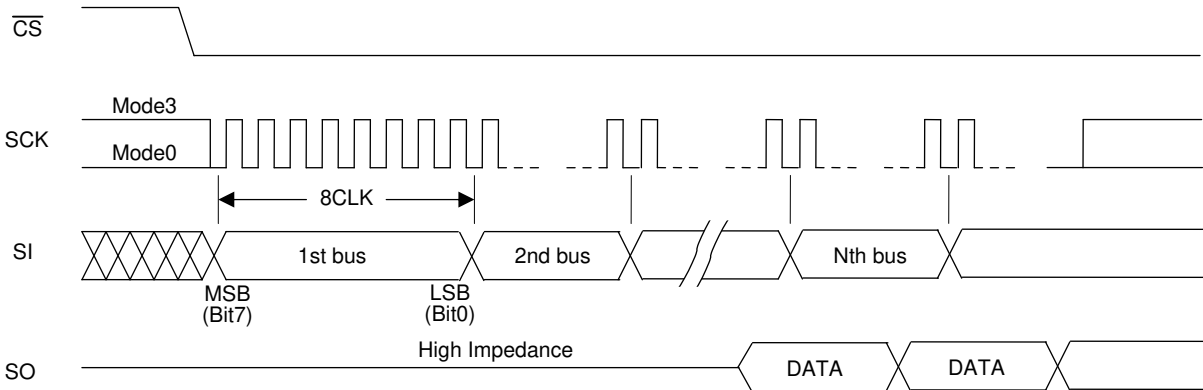 CS
Mode3
SCK
Mode0
8CLK
SI
1st bus
2nd bus
Nth bus
MSB
(Bit7)
LSB
(Bit0)
High Impedance
SO
DATA
DATA